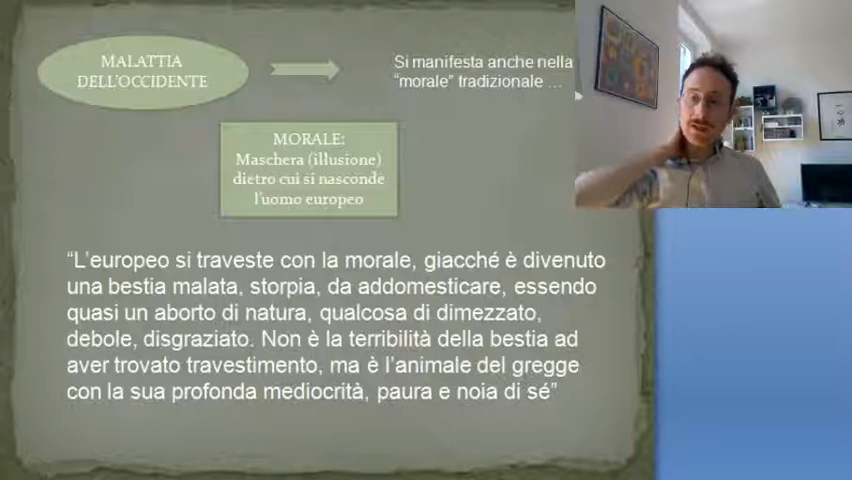 MALATTIA
DELL'OCCIDENTE
Si manifesta anche nella
“morale” tradizionale …
MORALE:
Maschera (illusione)
dietro cui si nasconde
l'uomo europeo
“L'europeo si traveste con la morale, giacché è divenuto
una bestia malata, storpia, da addomesticare, essendo
quasi un aborto di natura, qualcosa di dimezzato,
debole, disgraziato. Non è la terribilità della bestia ad
aver trovato travestimento, ma è l'animale del gregge
con la sua profonda mediocrità, paura e noia di sé”